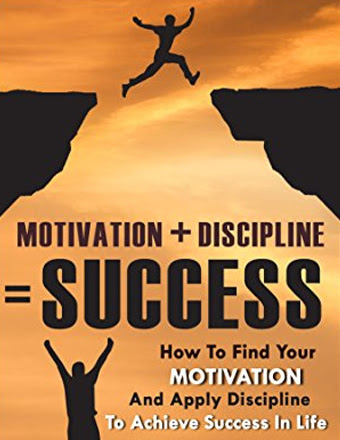 MOTIVATION + DISCIPLINE
= SUCCESS
How To Find Your
MOTIVATION
And Apply Discipline
To Achieve Success In Life